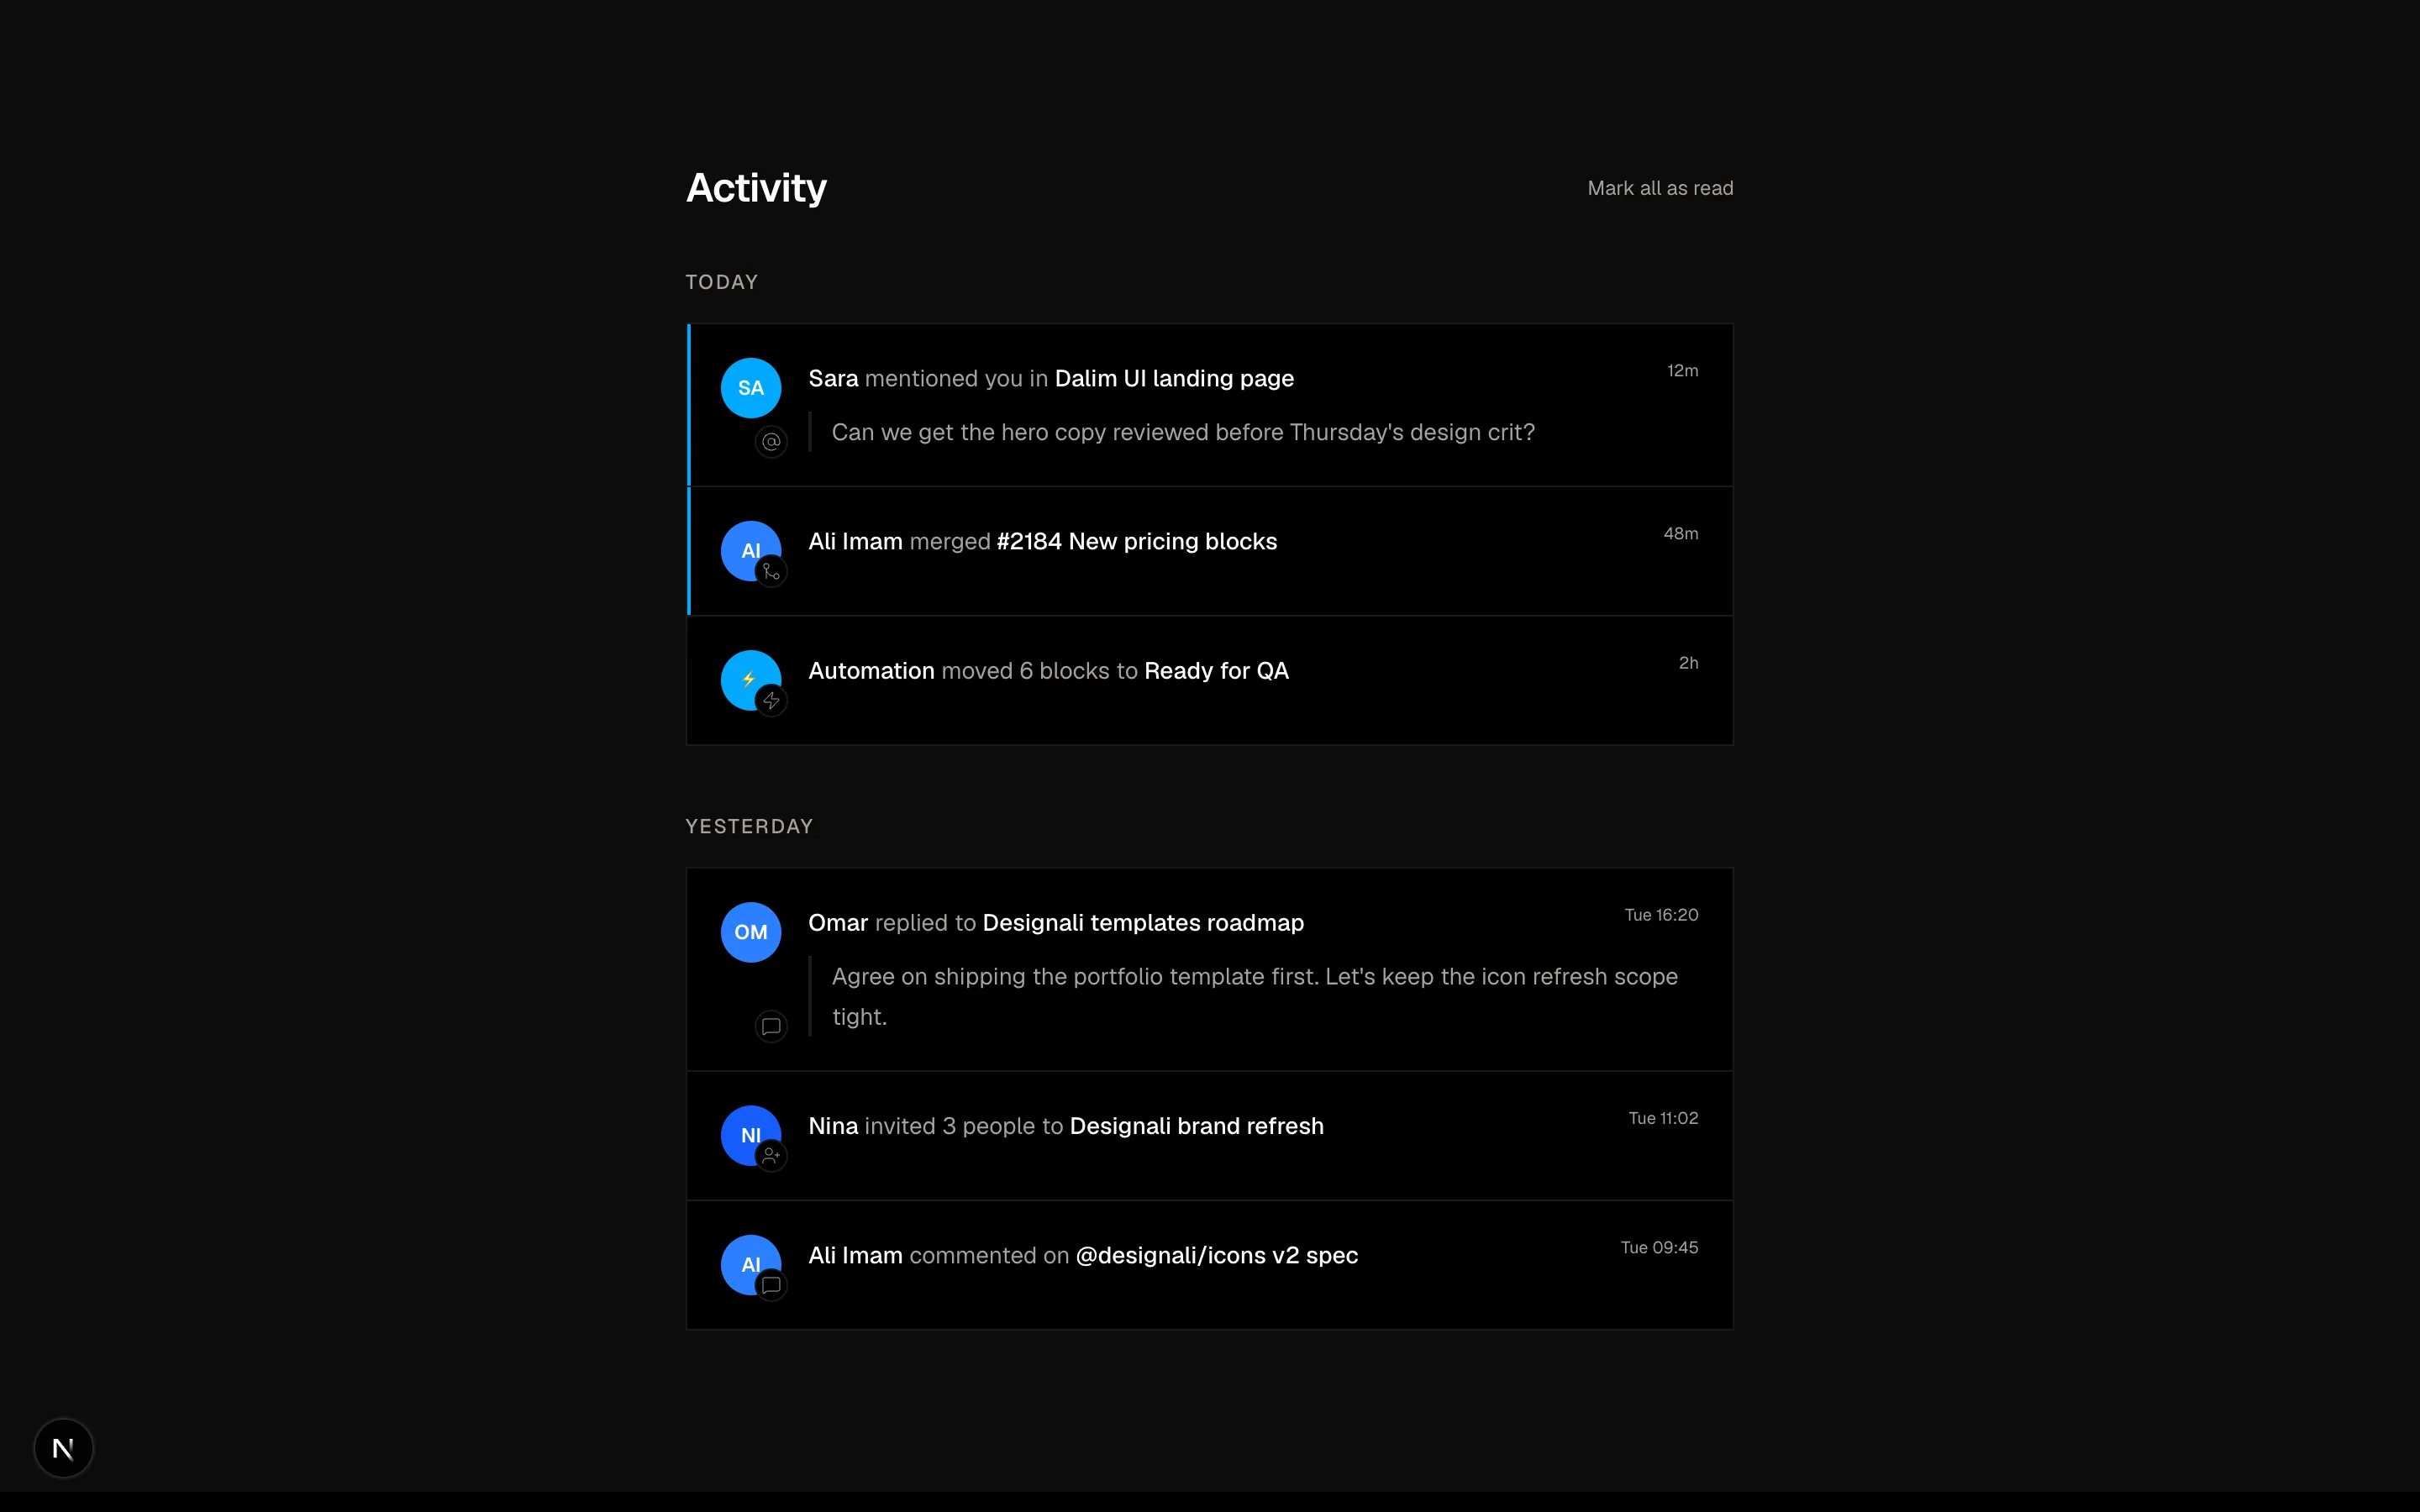 Activity
Mark all as read
TODAY
SA
Sara mentioned you in Dalim UI landing page
12m
Can we get the hero copy reviewed before Thursday's design crit?
AI
Ali Imam merged #2184 New pricing blocks
48m
Automation moved 6 blocks to Ready for QA
2h
YESTERDAY
OM
Omar replied to Designali templates roadmap
Tue 16:20
Agree on shipping the portfolio template first. Let's keep the icon refresh scope
tight.
NI
Nina invited 3 people to Designali brand refresh
Tue 11:02
AI
Ali Imam commented on @designali/icons v2 spec
Tue 09:45
N